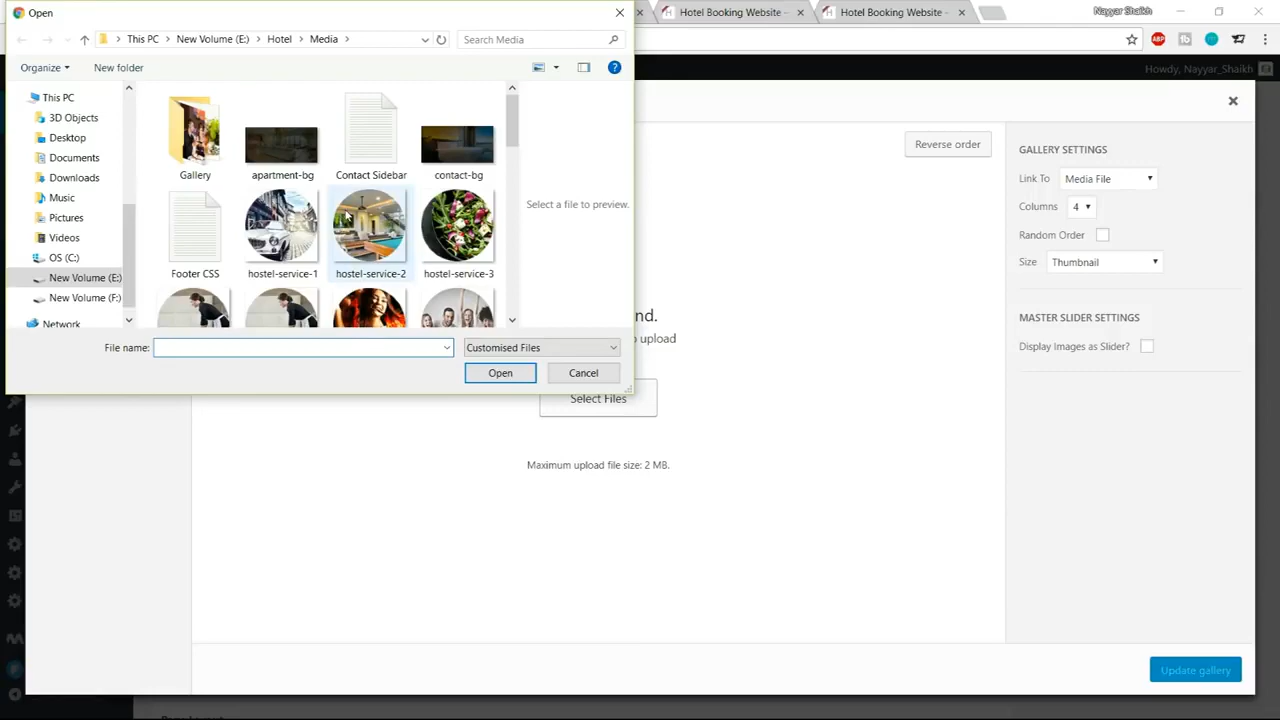 Open
Hotel Booking Website -
Hotel Booking Website -
Nayyar Shaikh
This PC
New Volume (E:)
Hotel
Media
Search Media
Organize
New folder
Howdy, Nayyar_Shaikh
This PC
3D Objects
Desktop
Documents
Downloads
Music
Pictures
Videos
OS (C:)
New Volume (E:)
New Volume (F:)
Network
Gallery
apartment-bg
Contact Sidebar
contact-bg
Footer CSS
hostel-service-1
hostel-service-2
hostel-service-3
Select a file to preview.
File name:
Customised Files
Open
Cancel
Reverse order
GALLERY SETTINGS
Link To
Media File
Columns
4
Random Order
Size
Thumbnail
MASTER SLIDER SETTINGS
Display Images as Slider?
nd.
upload
Select Files
Maximum upload file size: 2 MB.
Update gallery